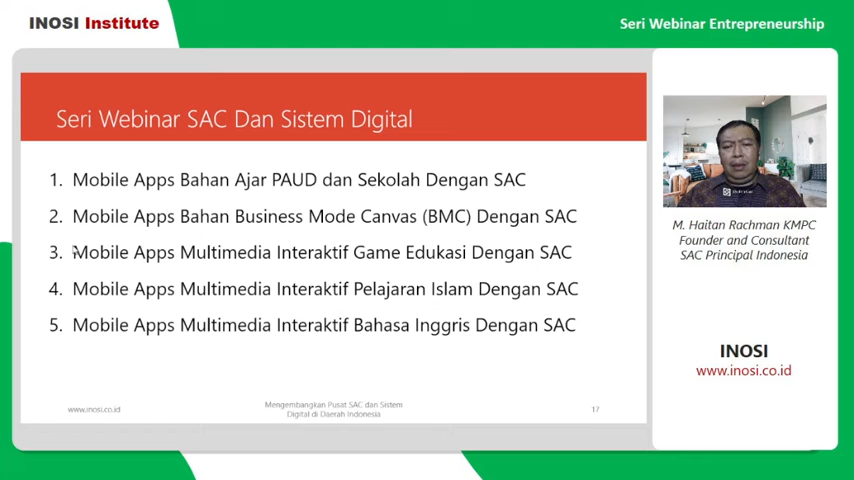 INOSI Institute
Seri Webinar Entrepreneurship
Seri Webinar SAC Dan Sistem Digital
1. Mobile Apps Bahan Ajar PAUD dan Sekolah Dengan SAC
2. Mobile Apps Bahan Business Mode Canvas (BMC) Dengan SAC
3. Mobile Apps Multimedia Interaktif Game Edukasi Dengan SAC
4. Mobile Apps Multimedia Interaktif Pelajaran Islam Dengan SAC
5. Mobile Apps Multimedia Interaktif Bahasa Inggris Dengan SAC
www.inosi.co.id
Mengembangkan Pusat SAC dan Sistem
Digital di Daerah Indonesia
17
M. Haitan Rachman KMPC
Founder and Consultant
SAC Principal Indonesia
INOSI
www.inosi.co.id